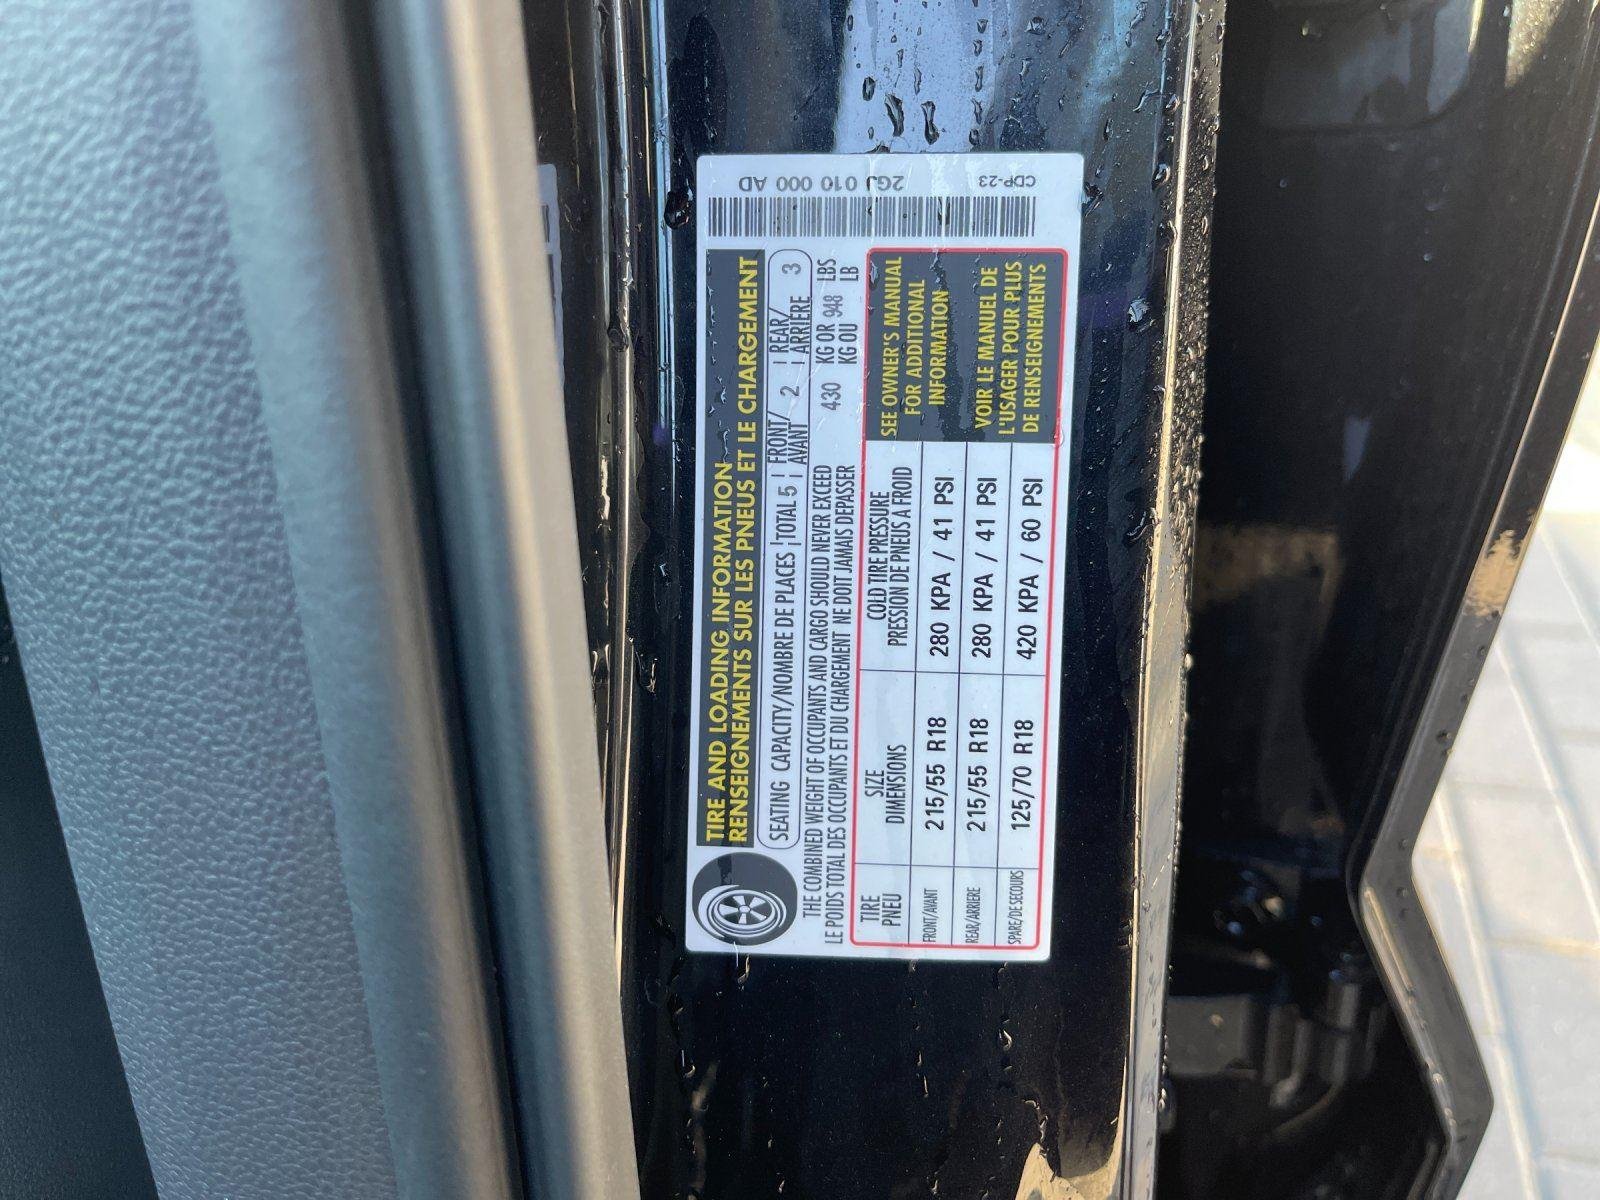 TIRE AND LOADING INFORMATION
RENSEIGNEMENTS SUR LES PNEUS ET LE CHARGEMENT
SEATING CAPACITY/NOMBRE DE PLACES | TOTAL 5 | FRONT/AVANT 2 | REAR/ARRIERE 3
THE COMBINED WEIGHT OF OCCUPANTS AND CARGO SHOULD NEVER EXCEED 430 KG OR 948 LBS
LE POIDS TOTAL DES OCCUPANTS ET DU CHARGEMENT NE DOIT JAMAIS DEPASSER KG OU LB
TIRE SIZE COLD TIRE PRESSURE
PNEU DIMENSIONS PRESSION DE PNEUS A FROID
FRONT/AVANT 215/55 R18 280 KPA / 41 PSI
REAR/ARRIERE 215/55 R18 280 KPA / 41 PSI
SPARE/DE SECOURS 125/70 R18 420 KPA / 60 PSI
SEE OWNER'S MANUAL
FOR ADDITIONAL
INFORMATION
VOIR LE MANUEL DE
L'USAGER POUR PLUS
DE RENSEIGNEMENTS
CDP-23 2GJ 010 000 AD